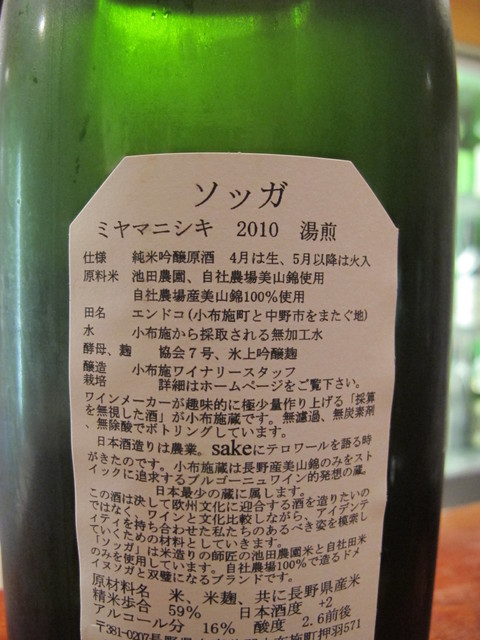 ソッガ
ミヤマニシキ 2010 湯煎
仕様 純米吟醸原酒 4月は生、5月以降は火入
原料米 池田農園、自社農場美山錦使用
自社農場産美山錦100%使用
田名 エンドコ(小布施町と中野市をまたぐ地)
水 小布施から採取される無加工水
酵母、麹 協会7号、氷上吟醸麹
醸造 小布施ワイナリースタッフ
栽培 詳細はホームページをご覧下さい。
ワインメーカーが趣味的に極少量作り上げる「採算
を無視した酒」が小布施蔵です。無濾過、無炭素剤
、無除酸でボトリングしています。
日本酒造りは農業。sakeにテロワールを語る時
がきたのです。小布施蔵は長野産美山錦のみをスト
イックに追求するブルゴーニュワイン的発想の蔵。
日本最少の蔵に属します。
この酒は決して欧州文化に迎合する酒を造りたいの
ではなく、ワインと文化比較しながら、アイデンテ
ィティを持ち合わせた私たちのあるべき姿を模索し
ていくための材料としていきます。
「ソッガ」は米造りの師匠の池田農園米と自社田米
のみを使用しています。自社農場100%で造るドメ
イヌソガと双璧になるブランドです。
原材料名 米、米麹、共に長野県産米
精米歩合 59% 日本酒度 +2
アルコール分 16% 酸度 2.6前後
〒381-0207長野県上高井郡小布施町押羽571